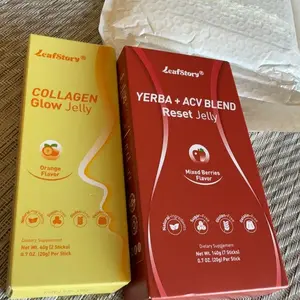 LeafStory®
COLLAGEN
Glow Jelly
Orange
Flavor
Dietary Supplement
Net Wt. 40g (2 Sticks)
0.7 OZ. (20g) Per Stick
LeafStory®
YERBA + ACV BLEND
Reset Jelly
Mixed Berries
Flavor
Dietary Supplement
Net Wt. 140g (7 Sticks)
0.7 OZ. (20g) Per Stick